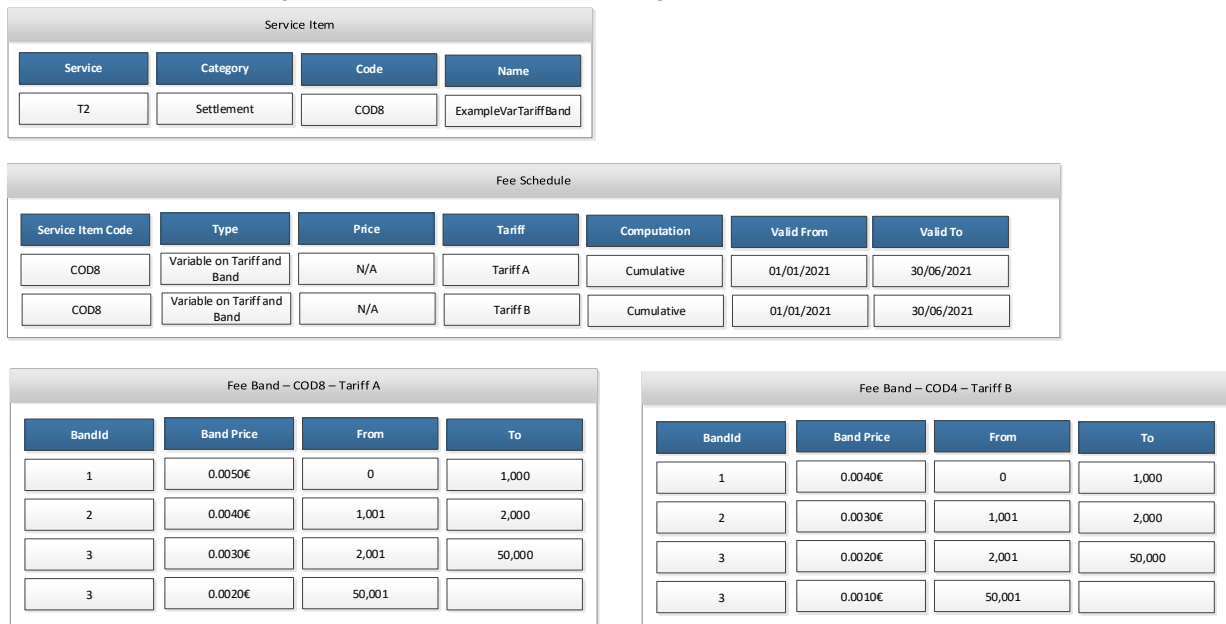 Service Item
Service Category Code Name
T2 Settlement COD8 ExampleVarTariffBand
Fee Schedule
Service Item Code Type Price Tariff Computation Valid From Valid To
COD8 Variable on Tariff and Band N/A Tariff A Cumulative 01/01/2021 30/06/2021
COD8 Variable on Tariff and Band N/A Tariff B Cumulative 01/01/2021 30/06/2021
Fee Band – COD8 – Tariff A
BandId Band Price From To
1 0.0050€ 0 1,000
2 0.0040€ 1,001 2,000
3 0.0030€ 2,001 50,000
3 0.0020€ 50,001
Fee Band – COD4 – Tariff B
BandId Band Price From To
1 0.0040€ 0 1,000
2 0.0030€ 1,001 2,000
3 0.0020€ 2,001 50,000
3 0.0010€ 50,001